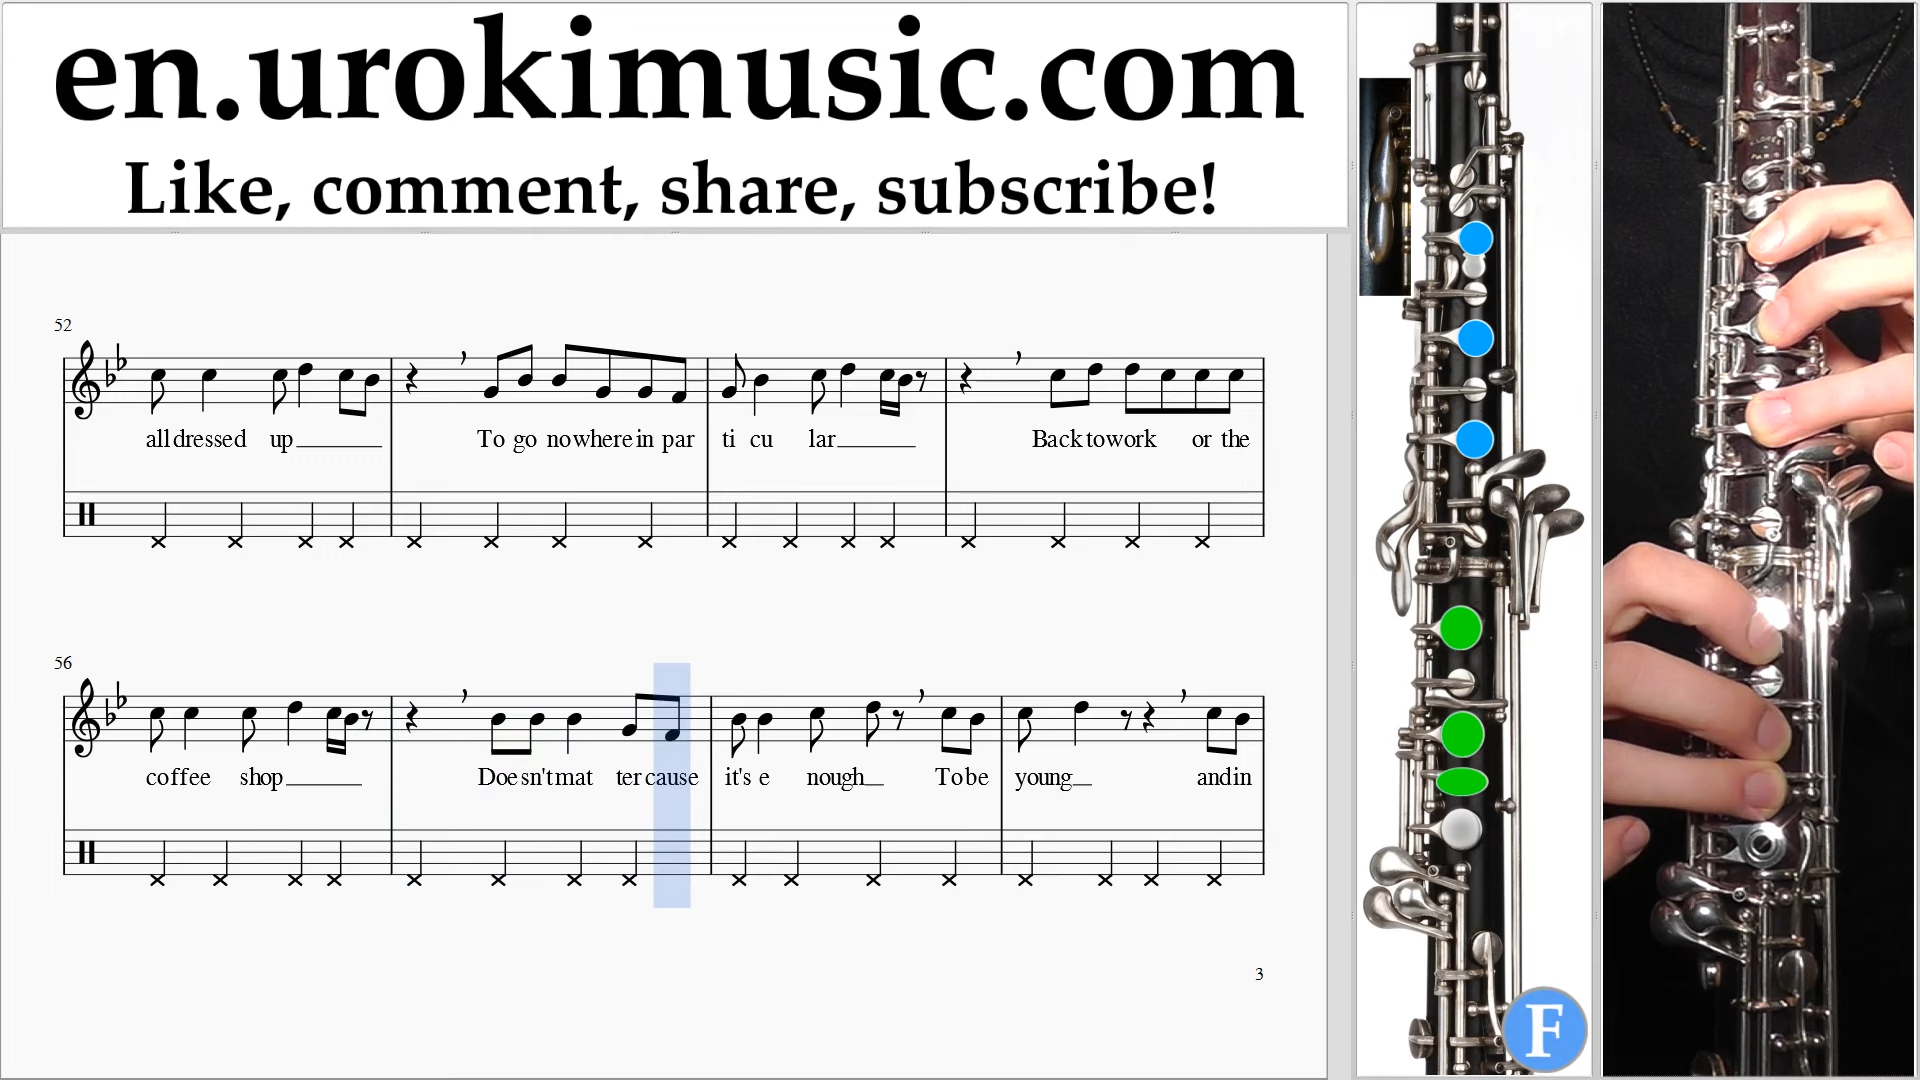 en.urokimusic.com
Like, comment, share, subscribe!
52
all dressed up To go nowhere in par ti cu lar Back to work or the
56
coffee shop Doesn't mat ter cause it's e nough To be young and in
3
F